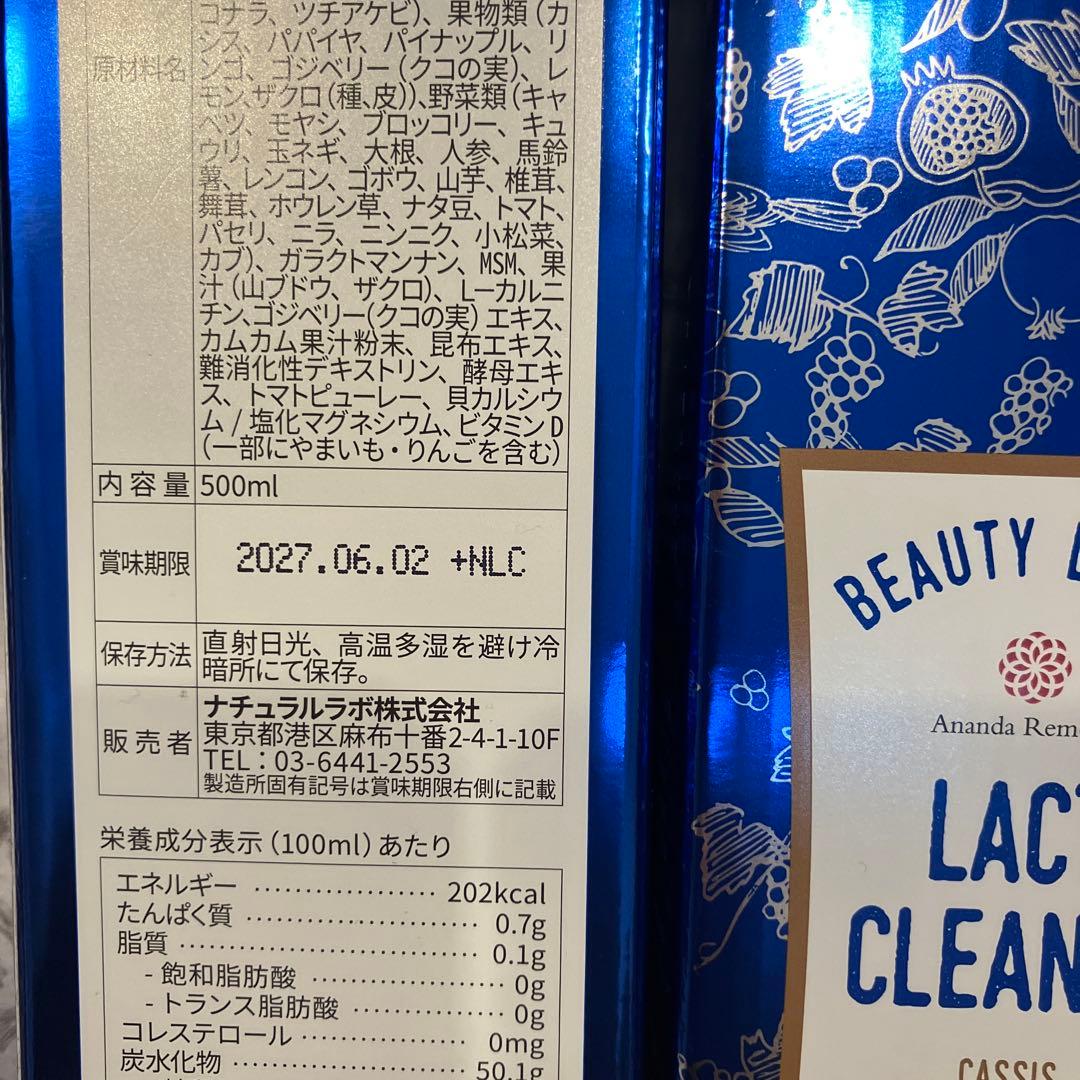 コナラ、ツチアケビ)、果物類(カ
シス、パパイヤ、パイナップル、リ
原材料名
ンゴ、ゴジベリー(クコの実)、レ
モン、ザクロ(種、皮))、野菜類(キャ
ベツ、モヤシ、ブロッコリー、キュ
ウリ、玉ネギ、大根、人参、馬鈴
薯、レンコン、ゴボウ、山芋、椎茸、
舞茸、ホウレン草、ナタ豆、トマト、
パセリ、ニラ、ニンニク、小松菜、
カブ)、ガラクトマンナン、MSM、果
汁(山ブドウ、ザクロ)、L-カルニ
チン、ゴジベリー(クコの実)エキス、
カムカム果汁粉末、昆布エキス、
難消化性デキストリン、酵母エキ
ス、トマトピューレー、貝カルシウ
ム/塩化マグネシウム、ビタミンD
(一部にやまいも・りんごを含む)
内容量 500ml
賞味期限 2027.06.02 +NLC
保存方法 直射日光、高温多湿を避け冷
暗所にて保存。
販売者 ナチュラルラボ株式会社
東京都港区麻布十番2-4-1-10F
TEL:03-6441-2553
製造所固有記号は賞味期限右側に記載
栄養成分表示(100ml)あたり
エネルギー ·················· 202kcal
たんぱく質 ······················ 0.7g
脂質 ···························· 0.1g
- 飽和脂肪酸 ·················· 0g
- トランス脂肪酸 ·············· 0g
コレステロール ················ 0mg
炭水化物 ······················ 50.1g
BEAUTY
Ananda
LAC
CLEAN
CASSIS